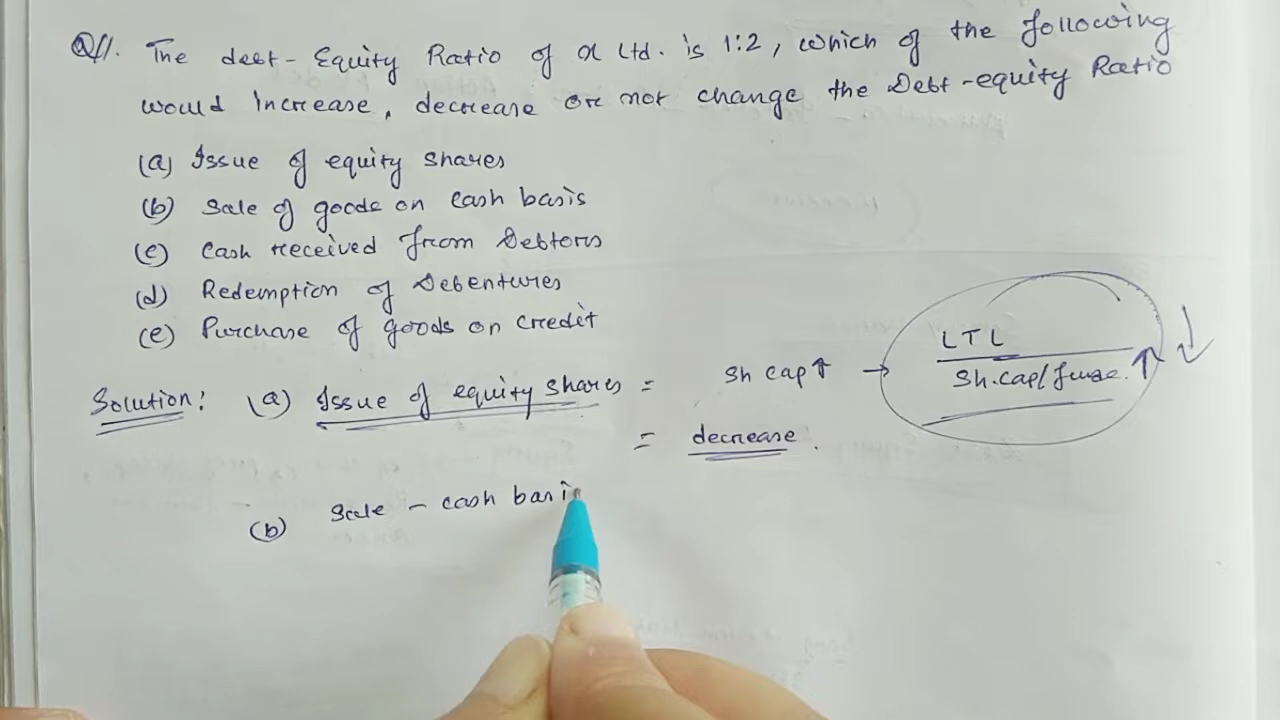 Q1. The debt-Equity Ratio of X Ltd. is 1:2, which of the following
would increase, decrease or not change the Debt-equity Ratio
(a) Issue of equity shares
(b) Sale of goods on cash basis
(c) Cash received from Debtors
(d) Redemption of Debentures
(e) Purchase of goods on credit
Solution: (a) Issue of equity shares = Sh cap↑ →
LTL
Sh.cap/Fund. ↑ ↓
= decrease.
(b) Sale - cash basi